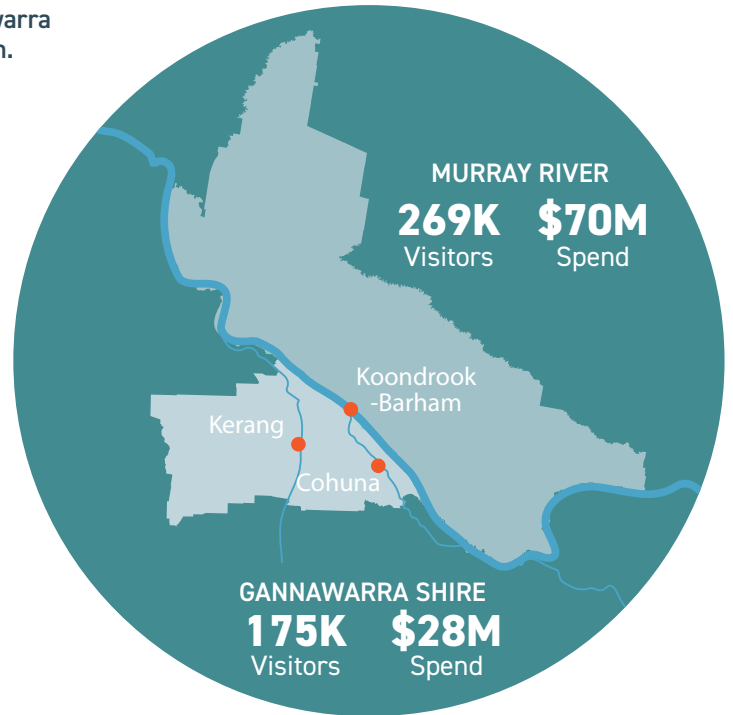 MURRAY RIVER
269K $70M
Visitors Spend
Koondrook
-Barham
Kerang
Cohuna
GANNAWARRA SHIRE
175K $28M
Visitors Spend